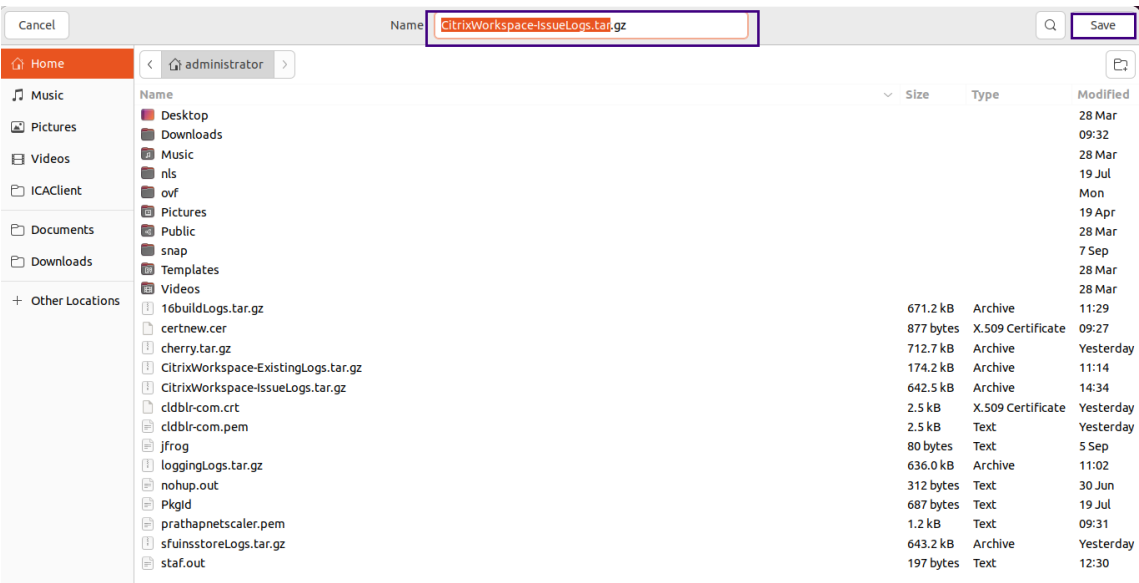 Cancel Name CitrixWorkspace-IssueLogs.tar.gz Save
Home
Music
Pictures
Videos
ICAClient
Documents
Downloads
+ Other Locations
administrator
Name Size Type Modified
Desktop 28 Mar
Downloads 09:32
Music 28 Mar
nls 19 Jul
ovf Mon
Pictures 19 Apr
Public 28 Mar
snap 7 Sep
Templates 28 Mar
Videos 28 Mar
16buildLogs.tar.gz 671.2 kB Archive 11:29
certnew.cer 877 bytes X.509 Certificate 09:27
cherry.tar.gz 712.7 kB Archive Yesterday
CitrixWorkspace-ExistingLogs.tar.gz 174.2 kB Archive 11:14
CitrixWorkspace-IssueLogs.tar.gz 642.5 kB Archive 14:34
cldblr-com.crt 2.5 kB X.509 Certificate Yesterday
cldblr-com.pem 2.5 kB Text Yesterday
jfrog 80 bytes Text 5 Sep
loggingLogs.tar.gz 636.0 kB Archive 11:02
nohup.out 312 bytes Text 30 Jun
PkgId 687 bytes Text 19 Jul
prathapnetscaler.pem 1.2 kB Text 09:31
sfuinsstoreLogs.tar.gz 643.2 kB Archive Yesterday
staf.out 197 bytes Text 12:30